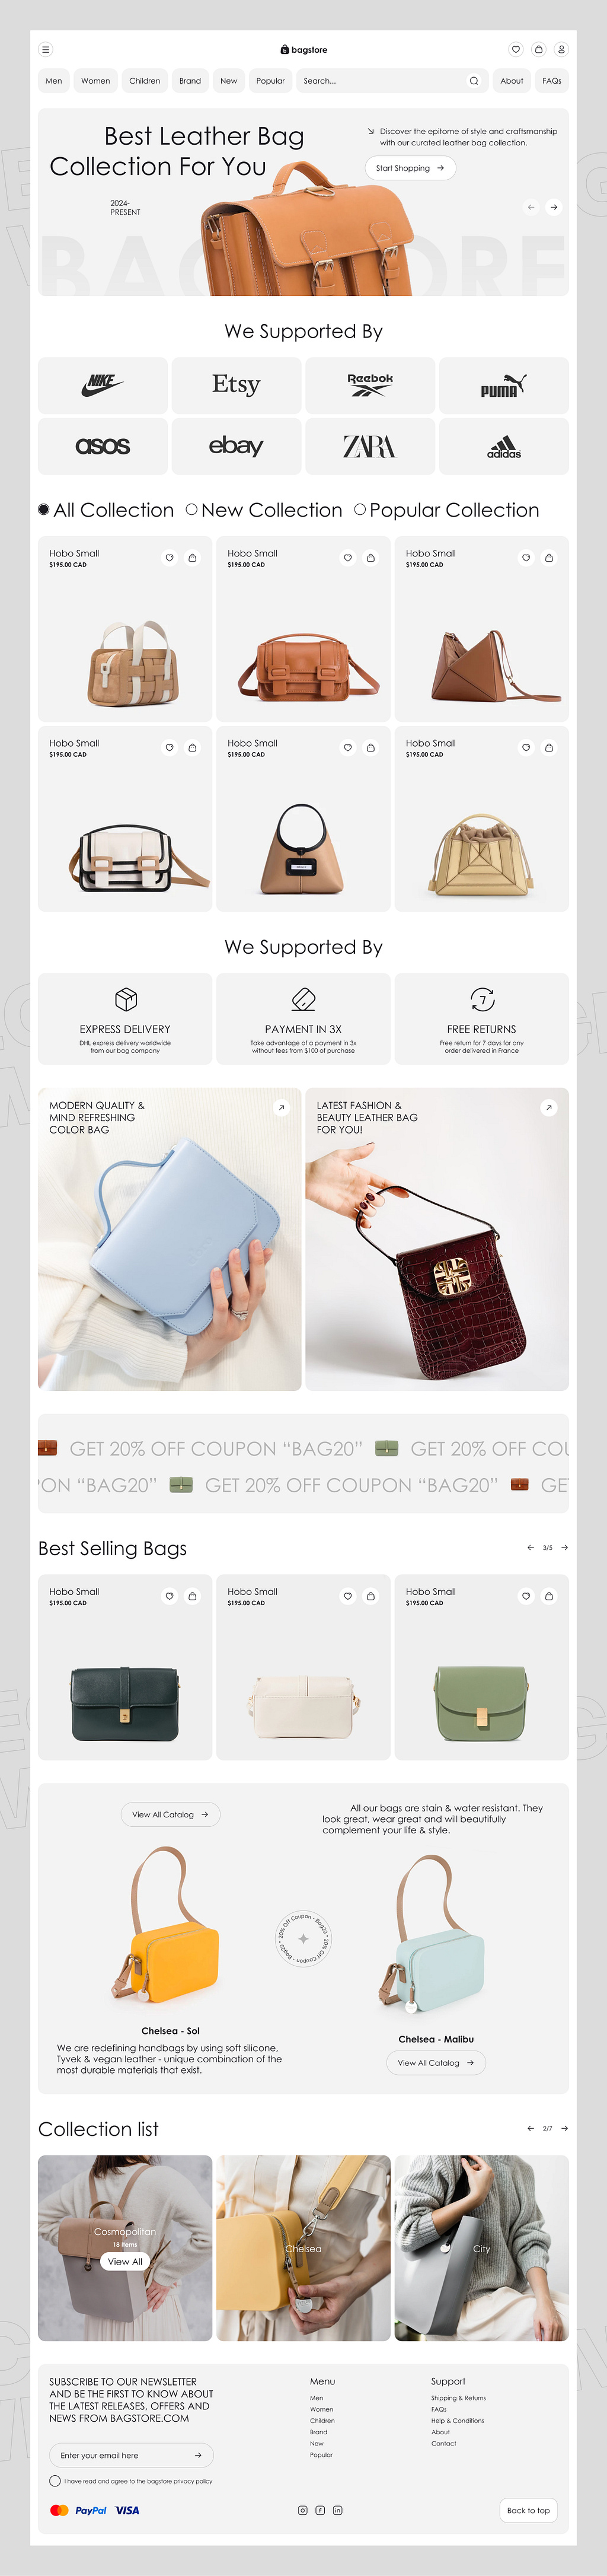 bagstore
Men
Women
Children
Brand
New
Popular
Search...
About
FAQs
Best Leather Bag
Collection For You
Discover the epitome of style and craftsmanship
with our curated leather bag collection.
Start Shopping
2024-
PRESENT
We Supported By
NIKE
Etsy
Reebok
PUMA
asos
ebay
ZARA
adidas
All Collection
New Collection
Popular Collection
Hobo Small
$195.00 CAD
Hobo Small
$195.00 CAD
Hobo Small
$195.00 CAD
Hobo Small
$195.00 CAD
Hobo Small
$195.00 CAD
Hobo Small
$195.00 CAD
We Supported By
7
EXPRESS DELIVERY
DHL express delivery worldwide
from our bag company
PAYMENT IN 3X
Take advantage of a payment in 3x
without fees from $100 of purchase
FREE RETURNS
Free return for 7 days for any
order delivered in France
MODERN QUALITY &
MIND REFRESHING
COLOR BAG
LATEST FASHION &
BEAUTY LEATHER BAG
FOR YOU!
GET 20% OFF COUPON “BAG20” GET 20% OFF COU
PON “BAG20” GET 20% OFF COUPON “BAG20” GE
Best Selling Bags
3/5
Hobo Small
$195.00 CAD
Hobo Small
$195.00 CAD
Hobo Small
$195.00 CAD
View All Catalog
All our bags are stain & water resistant. They
look great, wear great and will beautifully
complement your life & style.
20% Off Coupon - Bag20 • 20% Off Coupon - Bag20 •
Chelsea - Sol
We are redefining handbags by using soft silicone,
Tyvek & vegan leather - unique combination of the
most durable materials that exist.
Chelsea - Malibu
View All Catalog
Collection list
2/7
Cosmopolitan
18 Items
View All
Chelsea
City
SUBSCRIBE TO OUR NEWSLETTER
AND BE THE FIRST TO KNOW ABOUT
THE LATEST RELEASES, OFFERS AND
NEWS FROM BAGSTORE.COM
Enter your email here
I have read and agree to the bagstore privacy policy
Menu
Men
Women
Children
Brand
New
Popular
Support
Shipping & Returns
FAQs
Help & Conditions
About
Contact
PayPal
VISA
Back to top